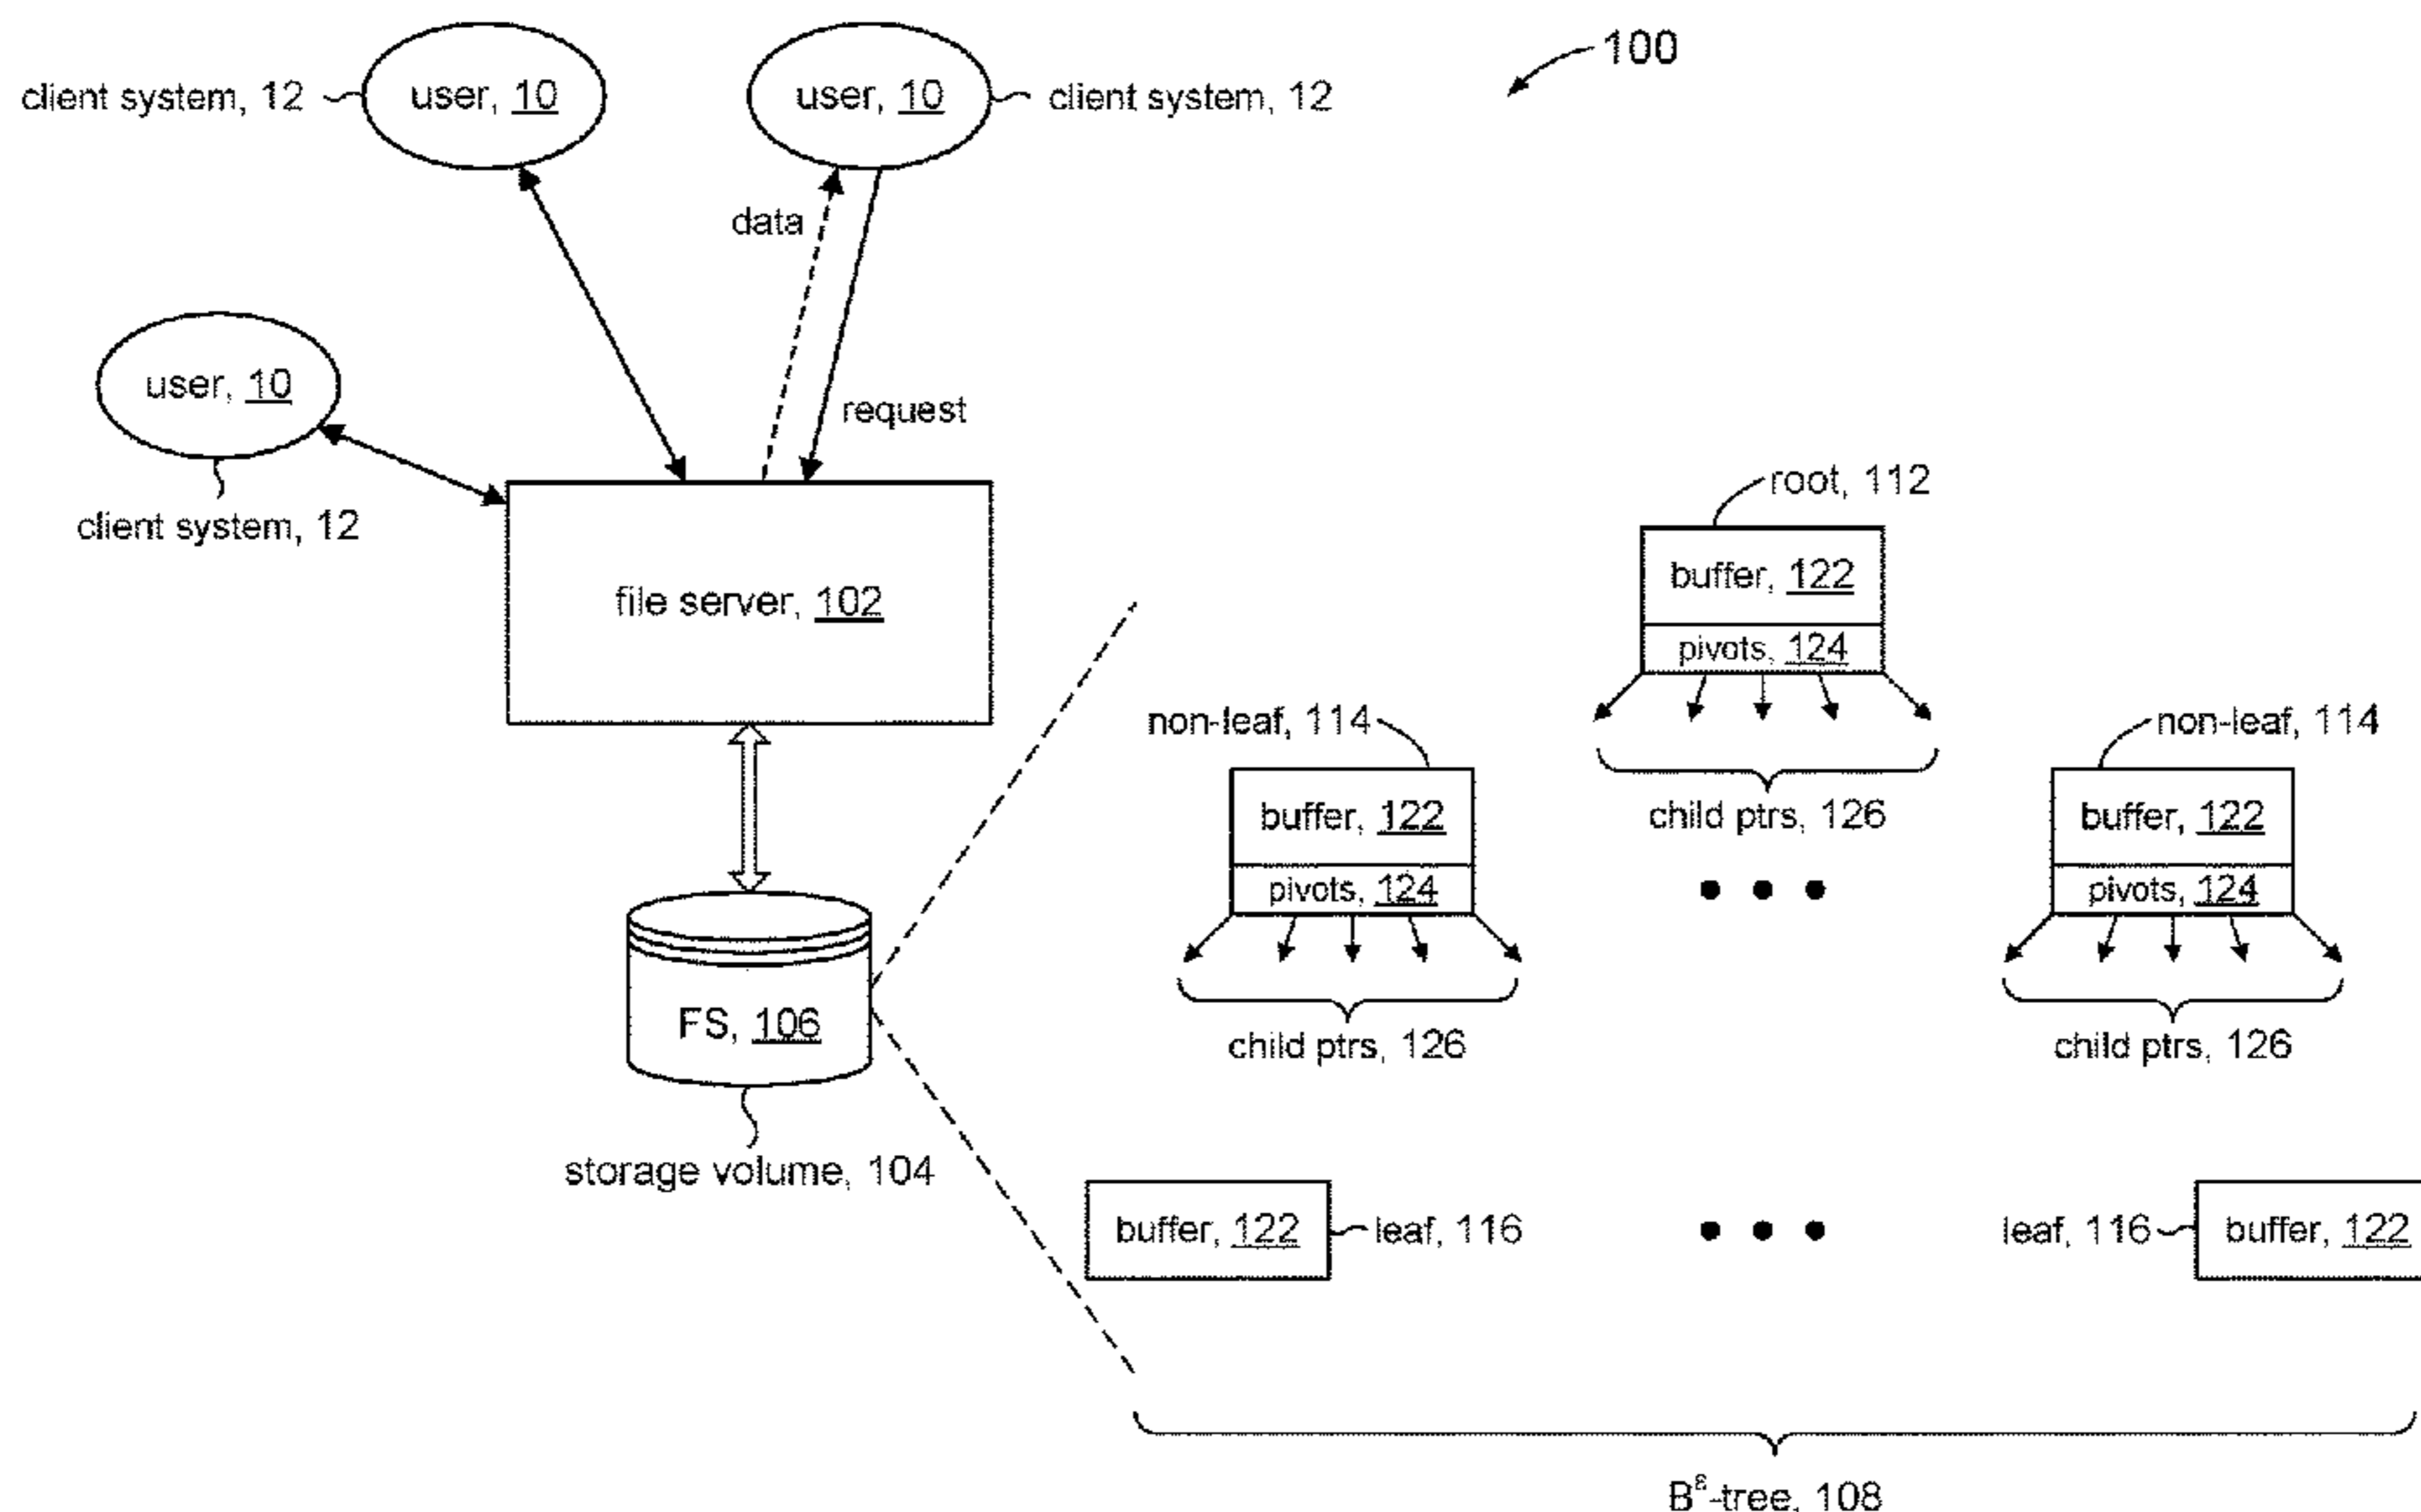 100
client system, 12
user, 10
user, 10
client system, 12
data
user, 10
request
client system, 12
root, 112
file server, 102
buffer, 122
pivots, 124
non-leaf, 114
non-leaf, 114
child ptrs, 126
buffer, 122
buffer, 122
pivots, 124
pivots, 124
FS, 106
child ptrs, 126
child ptrs, 126
storage volume, 104
buffer, 122
leaf, 116
leaf, 116
buffer, 122
Bᵋ-tree, 108